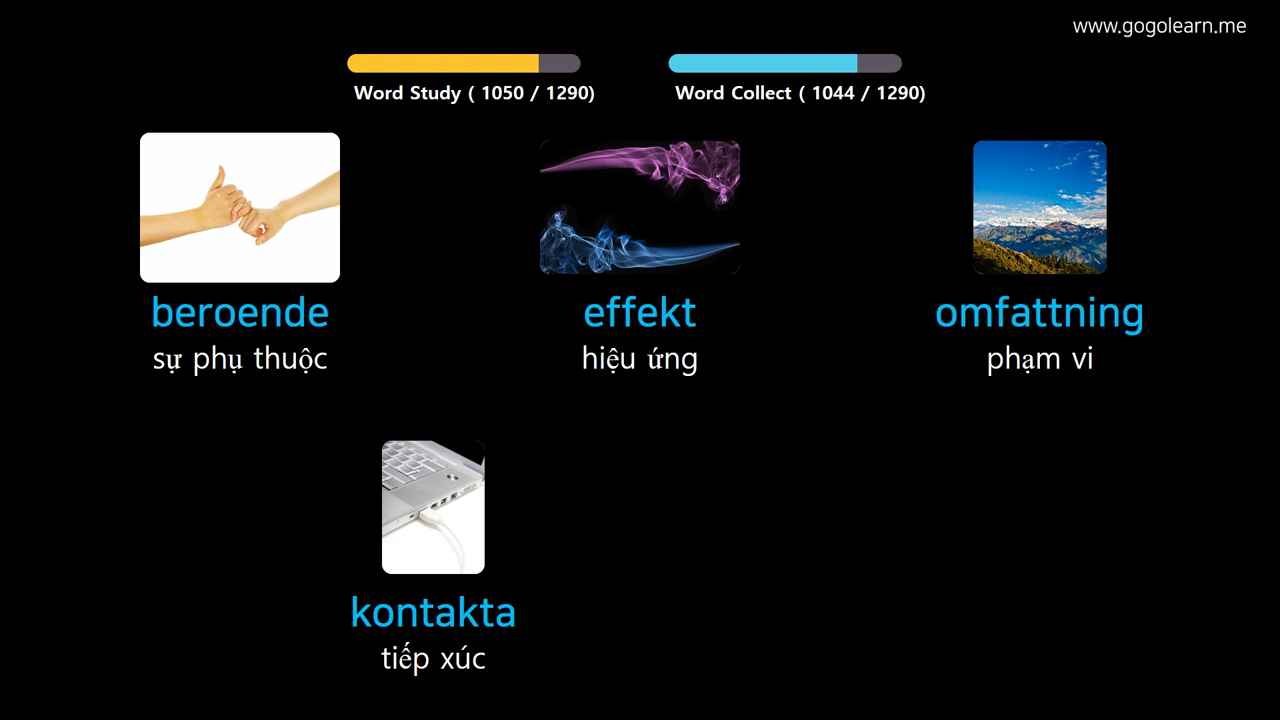 www.gogolearn.me
Word Study ( 1050 / 1290)
Word Collect ( 1044 / 1290)
beroende
sự phụ thuộc
effekt
hiệu ứng
omfattning
phạm vi
kontakta
tiếp xúc